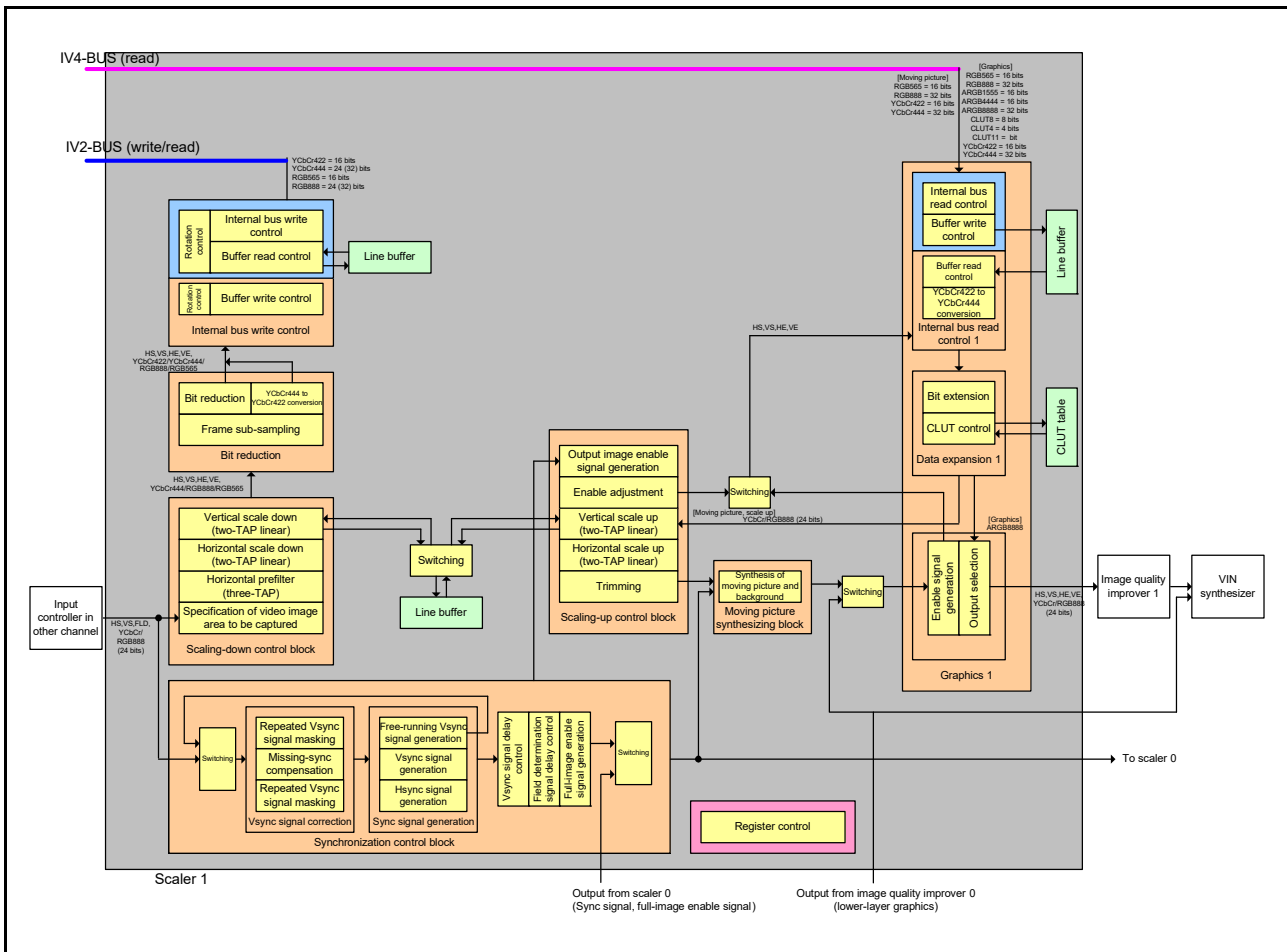 IV4-BUS (read)
[Moving picture]
RGB565 = 16 bits
RGB888 = 32 bits
YCbCr422 = 16 bits
YCbCr444 = 32 bits
[Graphics]
RGB565 = 16 bits
RGB888 = 32 bits
ARGB1555 = 16 bits
ARGB4444 = 16 bits
ARGB8888 = 32 bits
CLUT8 = 8 bits
CLUT4 = 4 bits
CLUT11 = bit
YCbCr422 = 16 bits
YCbCr444 = 32 bits
IV2-BUS (write/read)
YCbCr422 = 16 bits
YCbCr444 = 24 (32) bits
RGB565 = 16 bits
RGB888 = 24 (32) bits
Rotation
control
Internal bus write
control
Buffer read control
Line buffer
Rotation
control
Buffer write control
Internal bus write control
HS,VS,HE,VE,
YCbCr422/YCbCr444/
RGB888/RGB565
Bit reduction
YCbCr444 to
YCbCr422 conversion
Frame sub-sampling
Bit reduction
HS,VS,HE,VE,
YCbCr444/RGB888/RGB565
Vertical scale down
(two-TAP linear)
Horizontal scale down
(two-TAP linear)
Horizontal prefilter
(three-TAP)
Specification of video image
area to be captured
Scaling-down control block
Input
controller in
other channel
HS,VS,FLD,
YCbCr/
RGB888
(24 bits)
Switching
Line buffer
Output image enable
signal generation
Enable adjustment
Vertical scale up
(two-TAP linear)
Horizontal scale up
(two-TAP linear)
Trimming
Scaling-up control block
HS,VS,HE,VE
Switching
[Moving picture, scale up]
YCbCr/RGB888 (24 bits)
Synthesis of
moving picture and
background
Moving picture
synthesizing block
Switching
Internal bus
read control
Buffer write
control
Line buffer
Buffer read
control
YCbCr422 to
YCbCr444
conversion
Internal bus read
control 1
Bit extension
CLUT control
CLUT table
Data expansion 1
[Graphics]
ARGB8888
Enable signal
generation
Output selection
Graphics 1
HS,VS,HE,VE,
YCbCr/RGB888
(24 bits)
Image quality
improver 1
VIN
synthesizer
Switching
Repeated Vsync
signal masking
Missing-sync
compensation
Repeated Vsync
signal masking
Vsync signal correction
Free-running Vsync
signal generation
Vsync signal
generation
Hsync signal
generation
Sync signal generation
Vsync signal delay
control
Field determination
signal delay control
Full-image enable
signal generation
Switching
Synchronization control block
To scaler 0
Register control
Scaler 1
Output from scaler 0
(Sync signal, full-image enable signal)
Output from image quality improver 0
(lower-layer graphics)